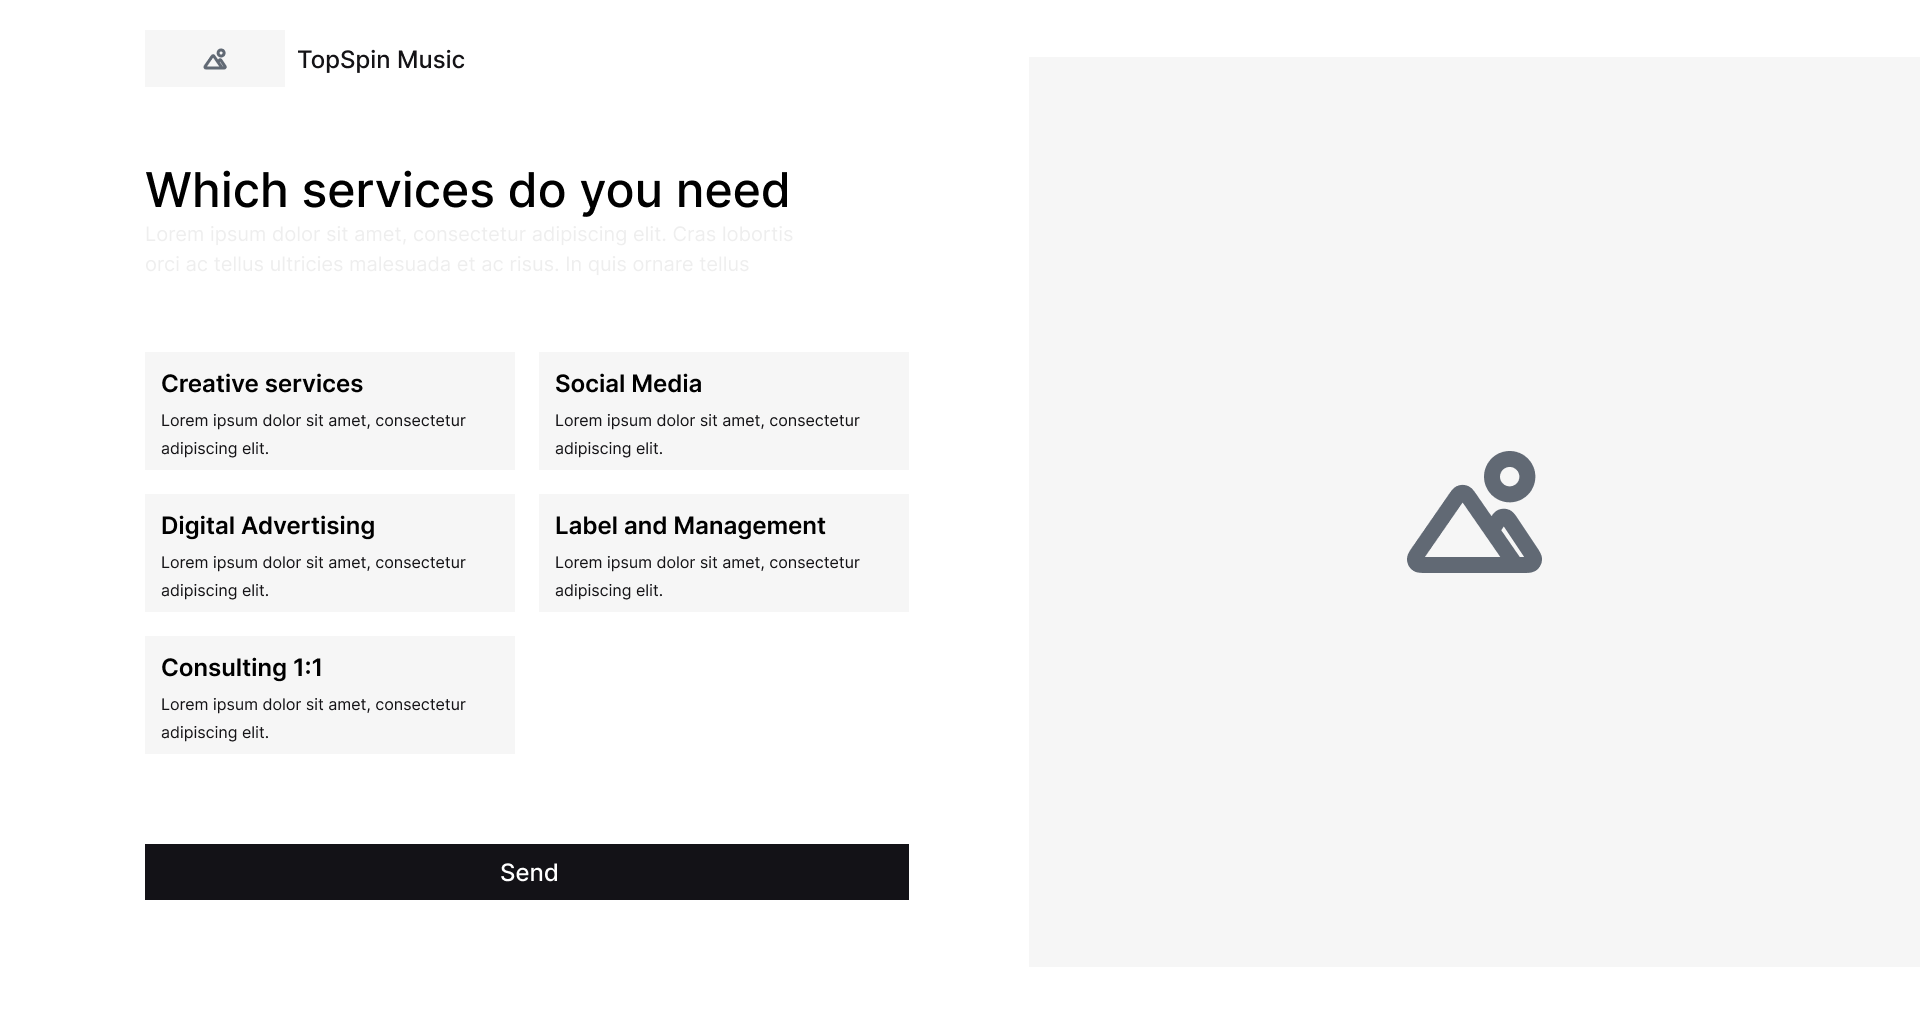 TopSpin Music
Which services do you need
Lorem ipsum dolor sit amet, consectetur adipiscing elit. Cras lobortis
orci ac tellus ultricies malesuada et ac risus. In quis ornare tellus
Creative services
Lorem ipsum dolor sit amet, consectetur
adipiscing elit.
Social Media
Lorem ipsum dolor sit amet, consectetur
adipiscing elit.
Digital Advertising
Lorem ipsum dolor sit amet, consectetur
adipiscing elit.
Label and Management
Lorem ipsum dolor sit amet, consectetur
adipiscing elit.
Consulting 1:1
Lorem ipsum dolor sit amet, consectetur
adipiscing elit.
Send